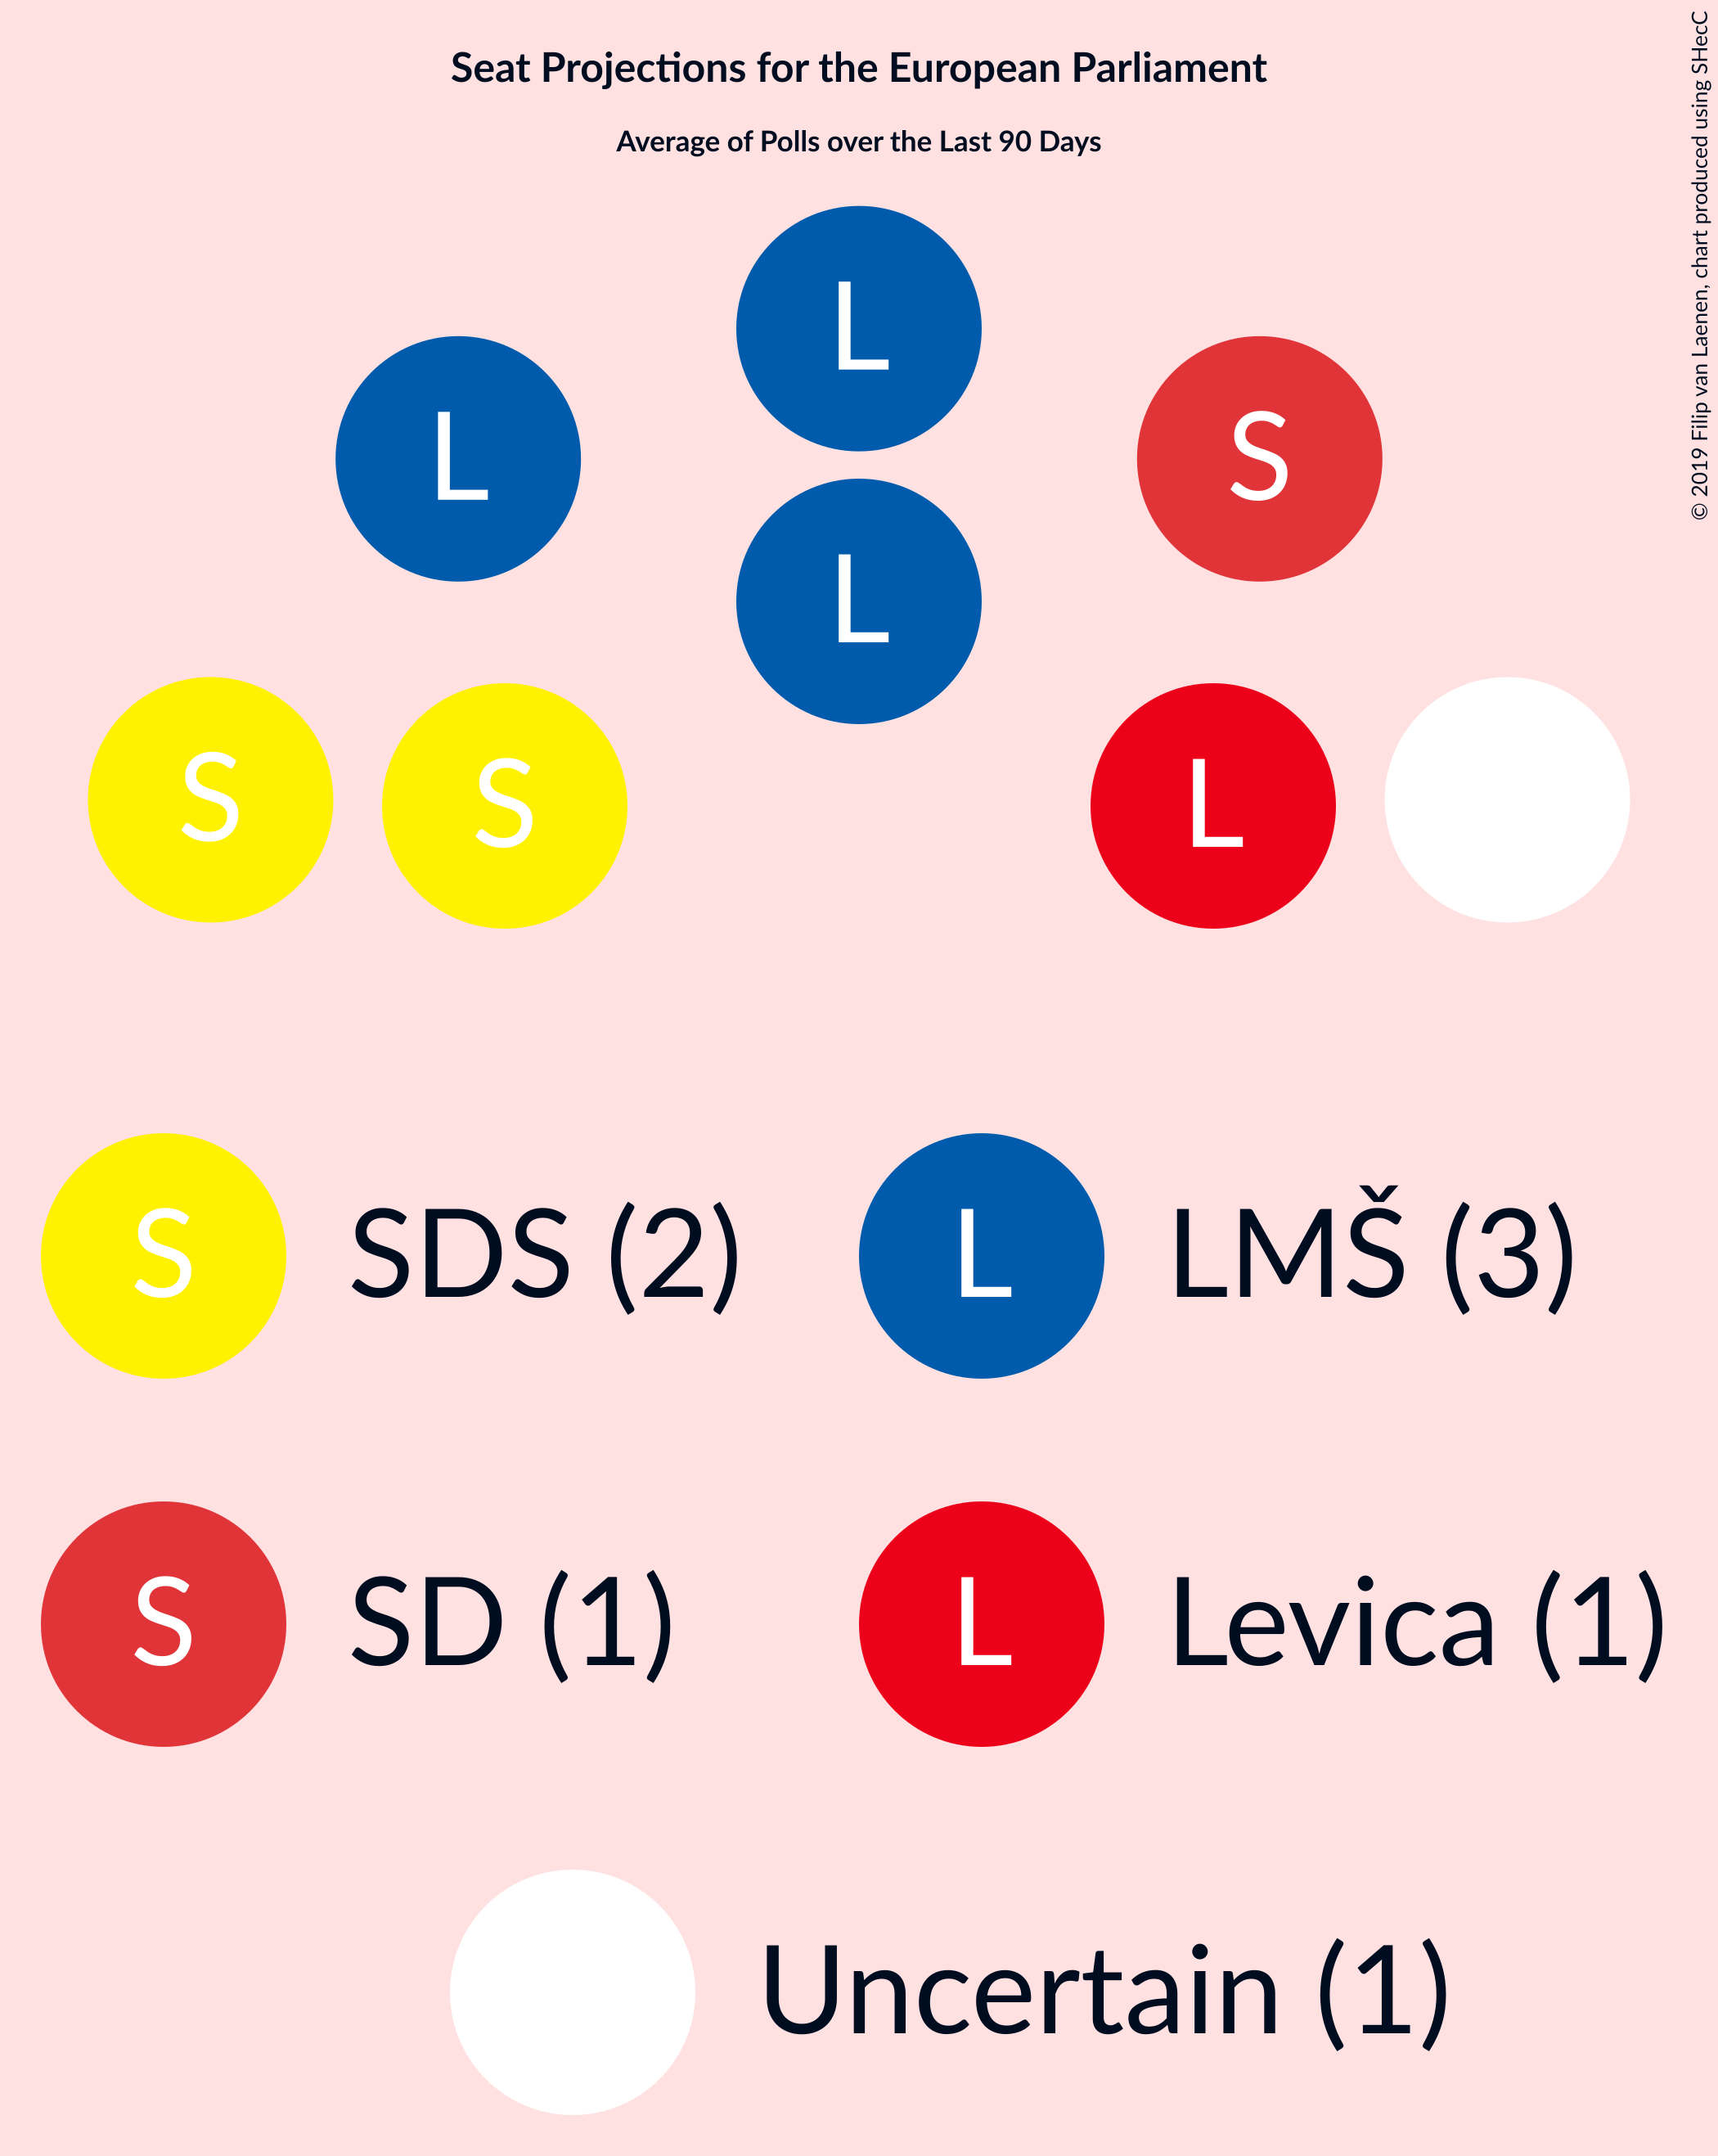 Seat Projections for the European Parliament
Average of Polls over the Last 90 Days
© 2019 Filip van Laenen, chart produced using SHecC
L
L
S
L
S
S
L
S
SDS (2)
L
LMŠ (3)
S
SD (1)
L
Levica (1)
Uncertain (1)